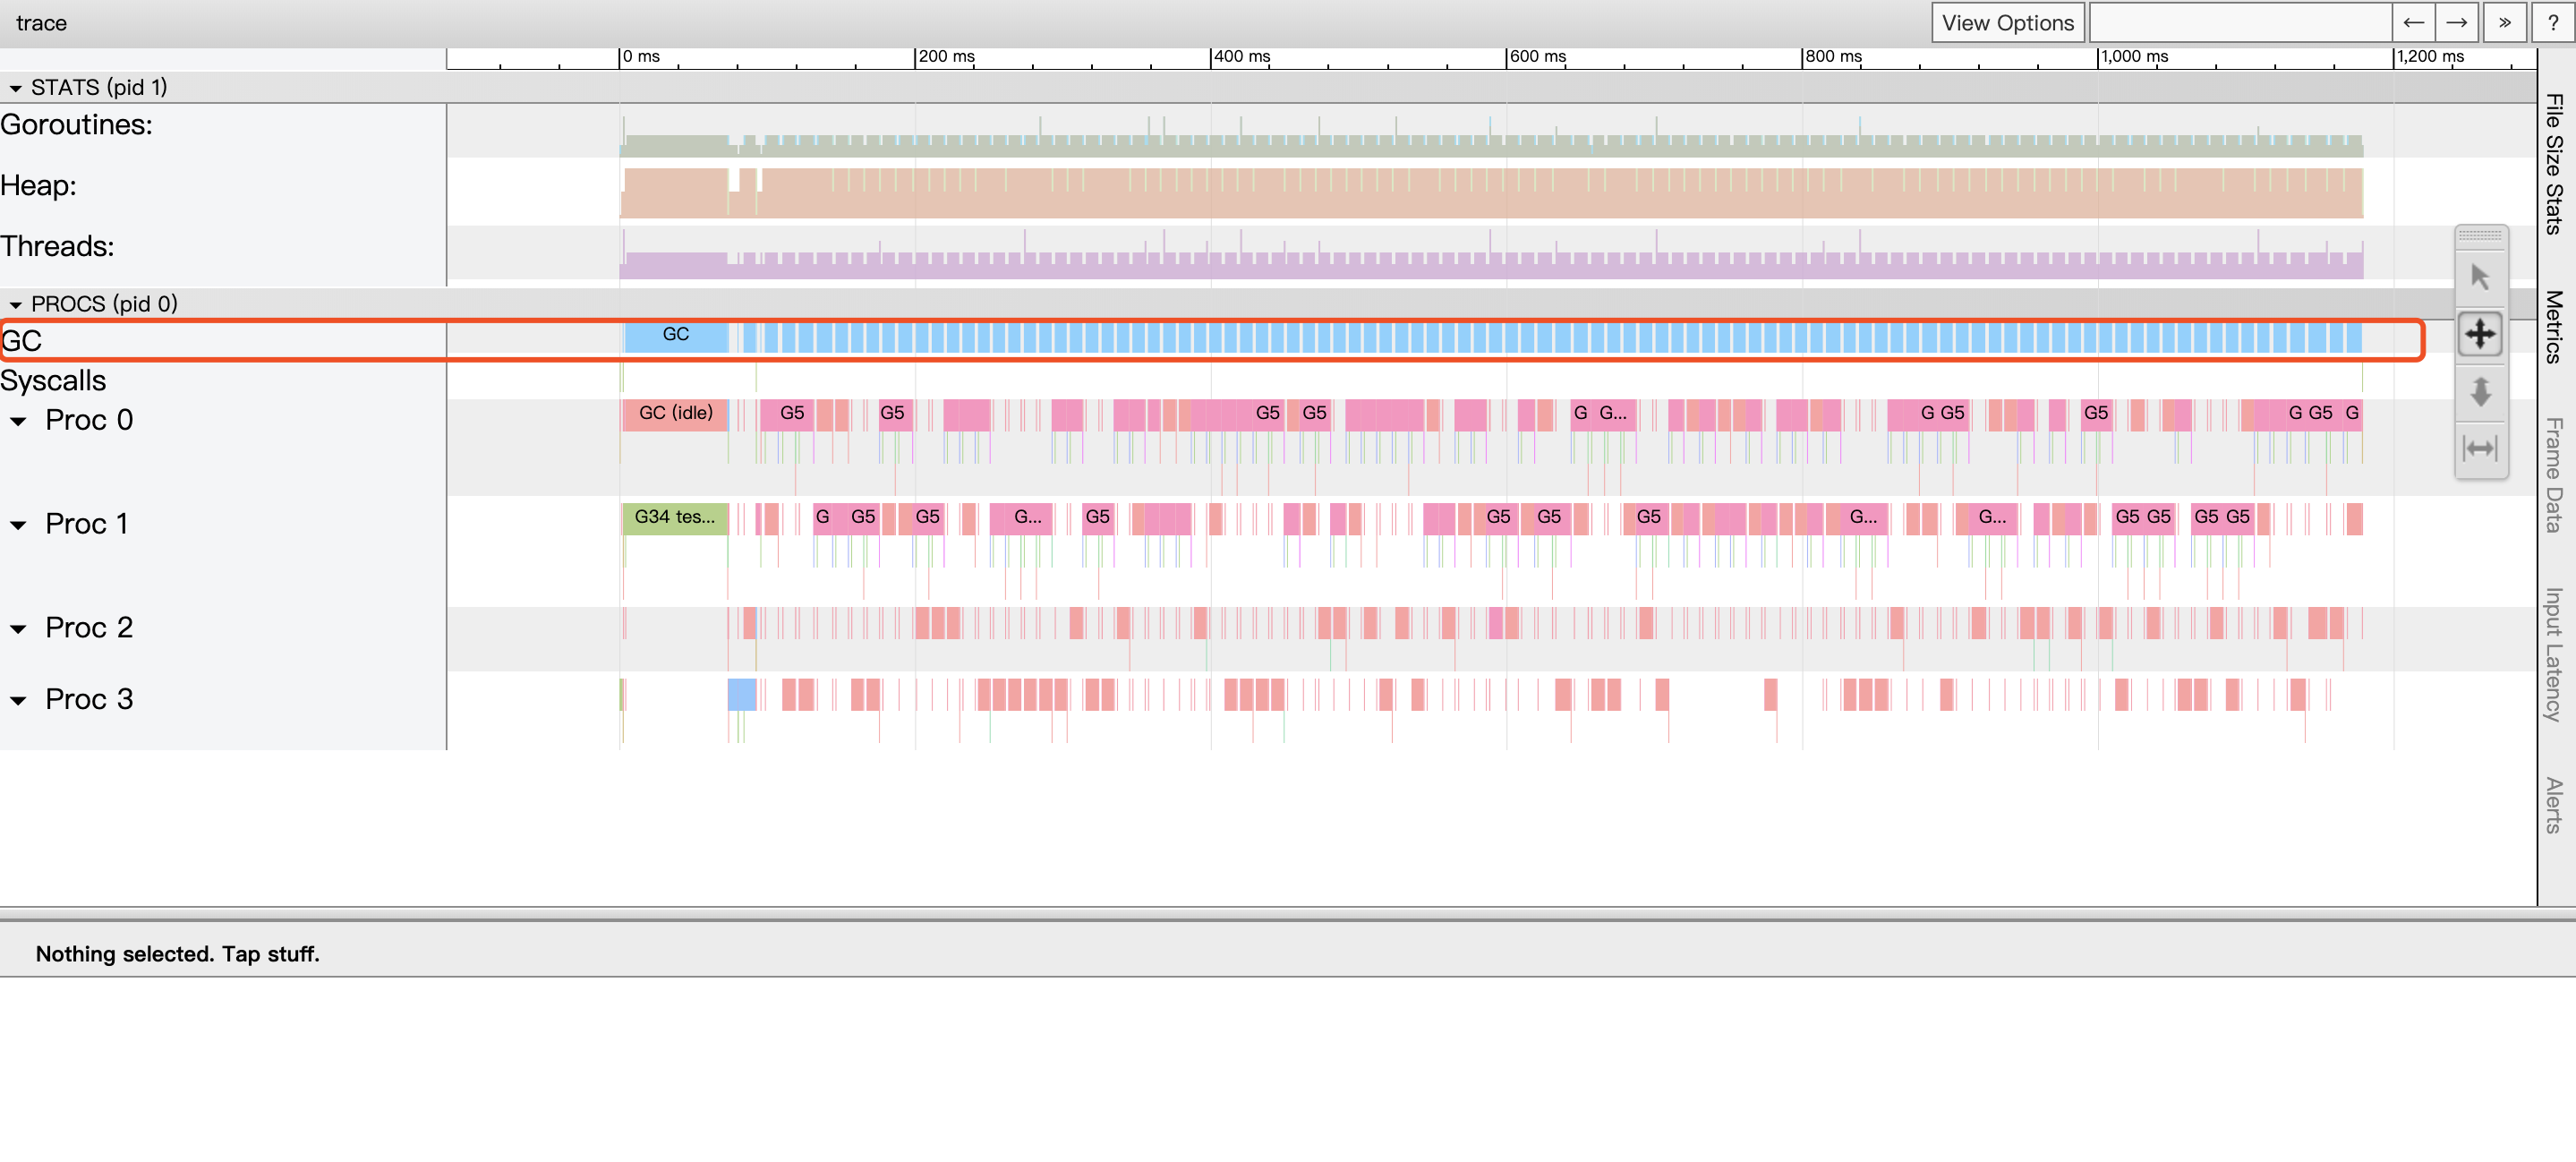 trace
View Options
?
0 ms
200 ms
400 ms
600 ms
800 ms
1,000 ms
1,200 ms
STATS (pid 1)
Goroutines:
Heap:
Threads:
PROCS (pid 0)
GC
GC
Syscalls
Proc 0
GC (idle) G5 G5 G5 G5 G G... G G5 G5 G G5 G
Proc 1
G34 tes... G G5 G5 G... G5 G5 G5 G5 G... G... G5 G5 G5 G5
Proc 2
Proc 3
File Size Stats
Metrics
Frame Data
Input Latency
Alerts
Nothing selected. Tap stuff.